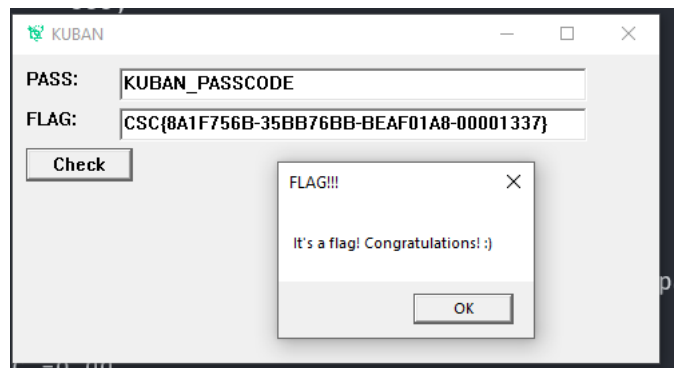 KUBAN
PASS: KUBAN_PASSCODE
FLAG: CSC{8A1F756B-35BB76BB-BEAF01A8-00001337}
Check
FLAG!!!
It's a flag! Congratulations! :)
OK
p